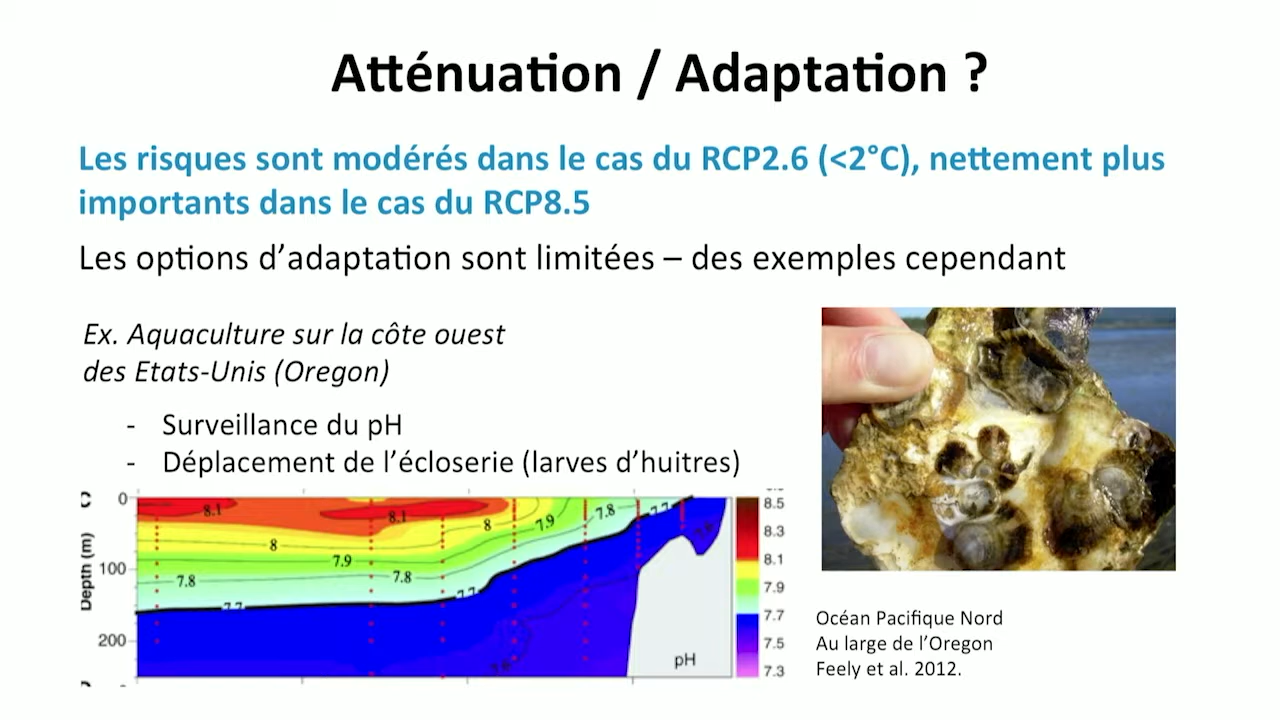 Atténuation / Adaptation ?
Les risques sont modérés dans le cas du RCP2.6 (<2°C), nettement plus
importants dans le cas du RCP8.5
Les options d’adaptation sont limitées – des exemples cependant
Ex. Aquaculture sur la côte ouest
des Etats-Unis (Oregon)
- Surveillance du pH
- Déplacement de l’écloserie (larves d’huitres)
Depth (m)
0
100
200
8.1
8.1
8
8
7.9
7.9
7.8
7.8
7.8
7.7
7.7
7.7
pH
8.5
8.3
8.1
7.9
7.7
7.5
7.3
Océan Pacifique Nord
Au large de l’Oregon
Feely et al. 2012.